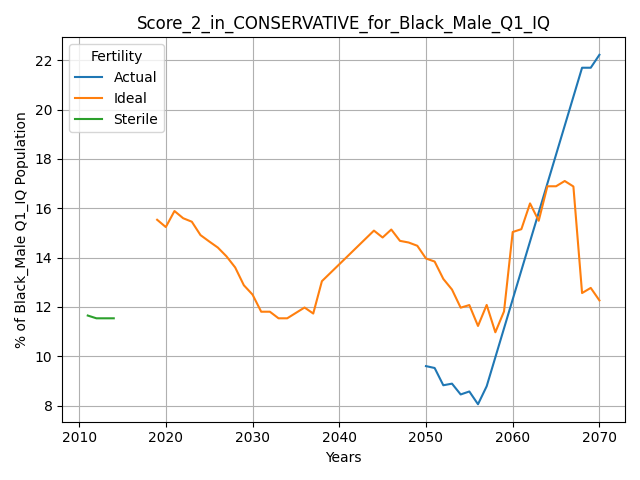 Score_2_in_CONSERVATIVE_for_Black_Male_Q1_IQ
Fertility
Actual
Ideal
Sterile
% of Black_Male Q1_IQ Population
22
20
18
16
14
12
10
8
2010
2020
2030
2040
2050
2060
2070
Years